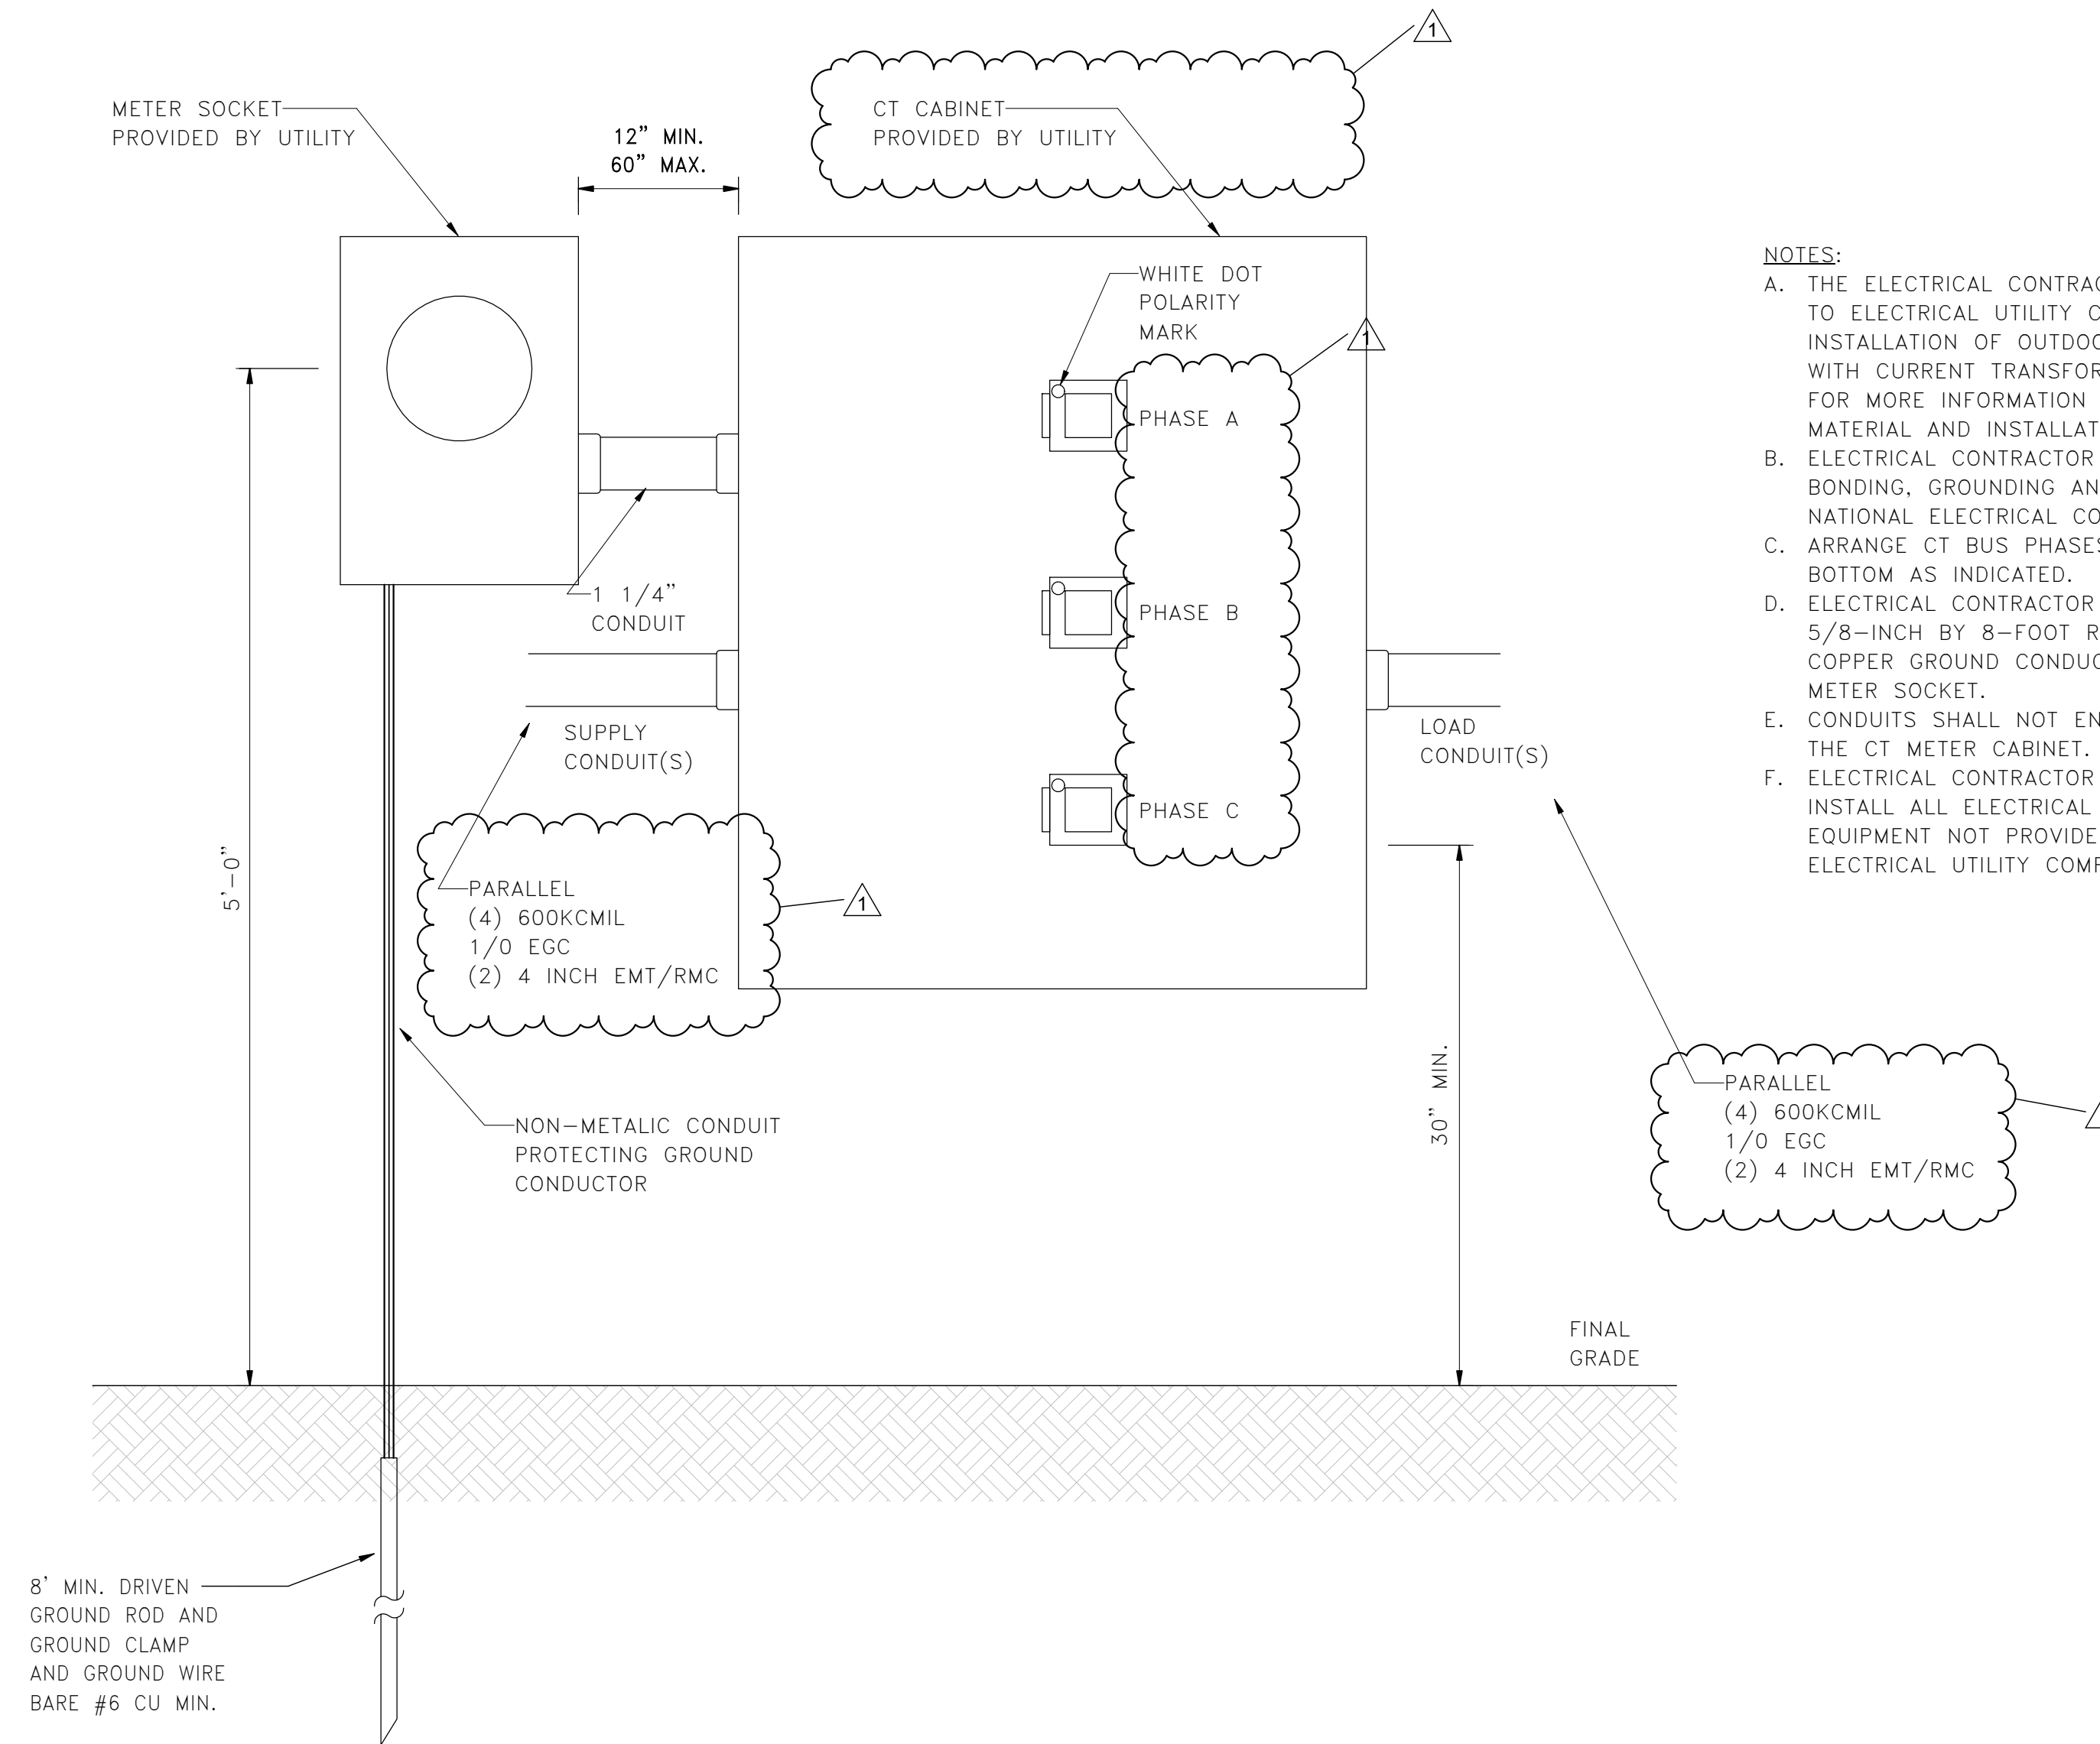 1
METER SOCKET
PROVIDED BY UTILITY
12” MIN.
60” MAX.
CT CABINET
PROVIDED BY UTILITY
WHITE DOT
POLARITY
MARK
1
PHASE A
PHASE B
PHASE C
1 1/4”
CONDUIT
SUPPLY
CONDUIT(S)
LOAD
CONDUIT(S)
5’-0”
PARALLEL
(4) 600KCMIL
1/0 EGC
(2) 4 INCH EMT/RMC
1
NON-METALIC CONDUIT
PROTECTING GROUND
CONDUCTOR
30” MIN.
PARALLEL
(4) 600KCMIL
1/0 EGC
(2) 4 INCH EMT/RMC
FINAL
GRADE
8’ MIN. DRIVEN
GROUND ROD AND
GROUND CLAMP
AND GROUND WIRE
BARE #6 CU MIN.
NOTES:
A. THE ELECTRICAL
TO ELECTRICAL UTILITY
INSTALLATION OF
WITH CURRENT
FOR MORE INFORMATION
MATERIAL AND
B. ELECTRICAL CONTRACTOR
BONDING, GROUNDING
NATIONAL ELECTRICAL
C. ARRANGE CT BUS
BOTTOM AS INDICATED.
D. ELECTRICAL CONTRACTOR
5/8-INCH BY 8-FOOT
COPPER GROUND
METER SOCKET.
E. CONDUITS SHALL NOT
THE CT METER CABINET.
F. ELECTRICAL CONTRACTOR
INSTALL ALL ELECTRICAL
EQUIPMENT NOT
ELECTRICAL UTILITY